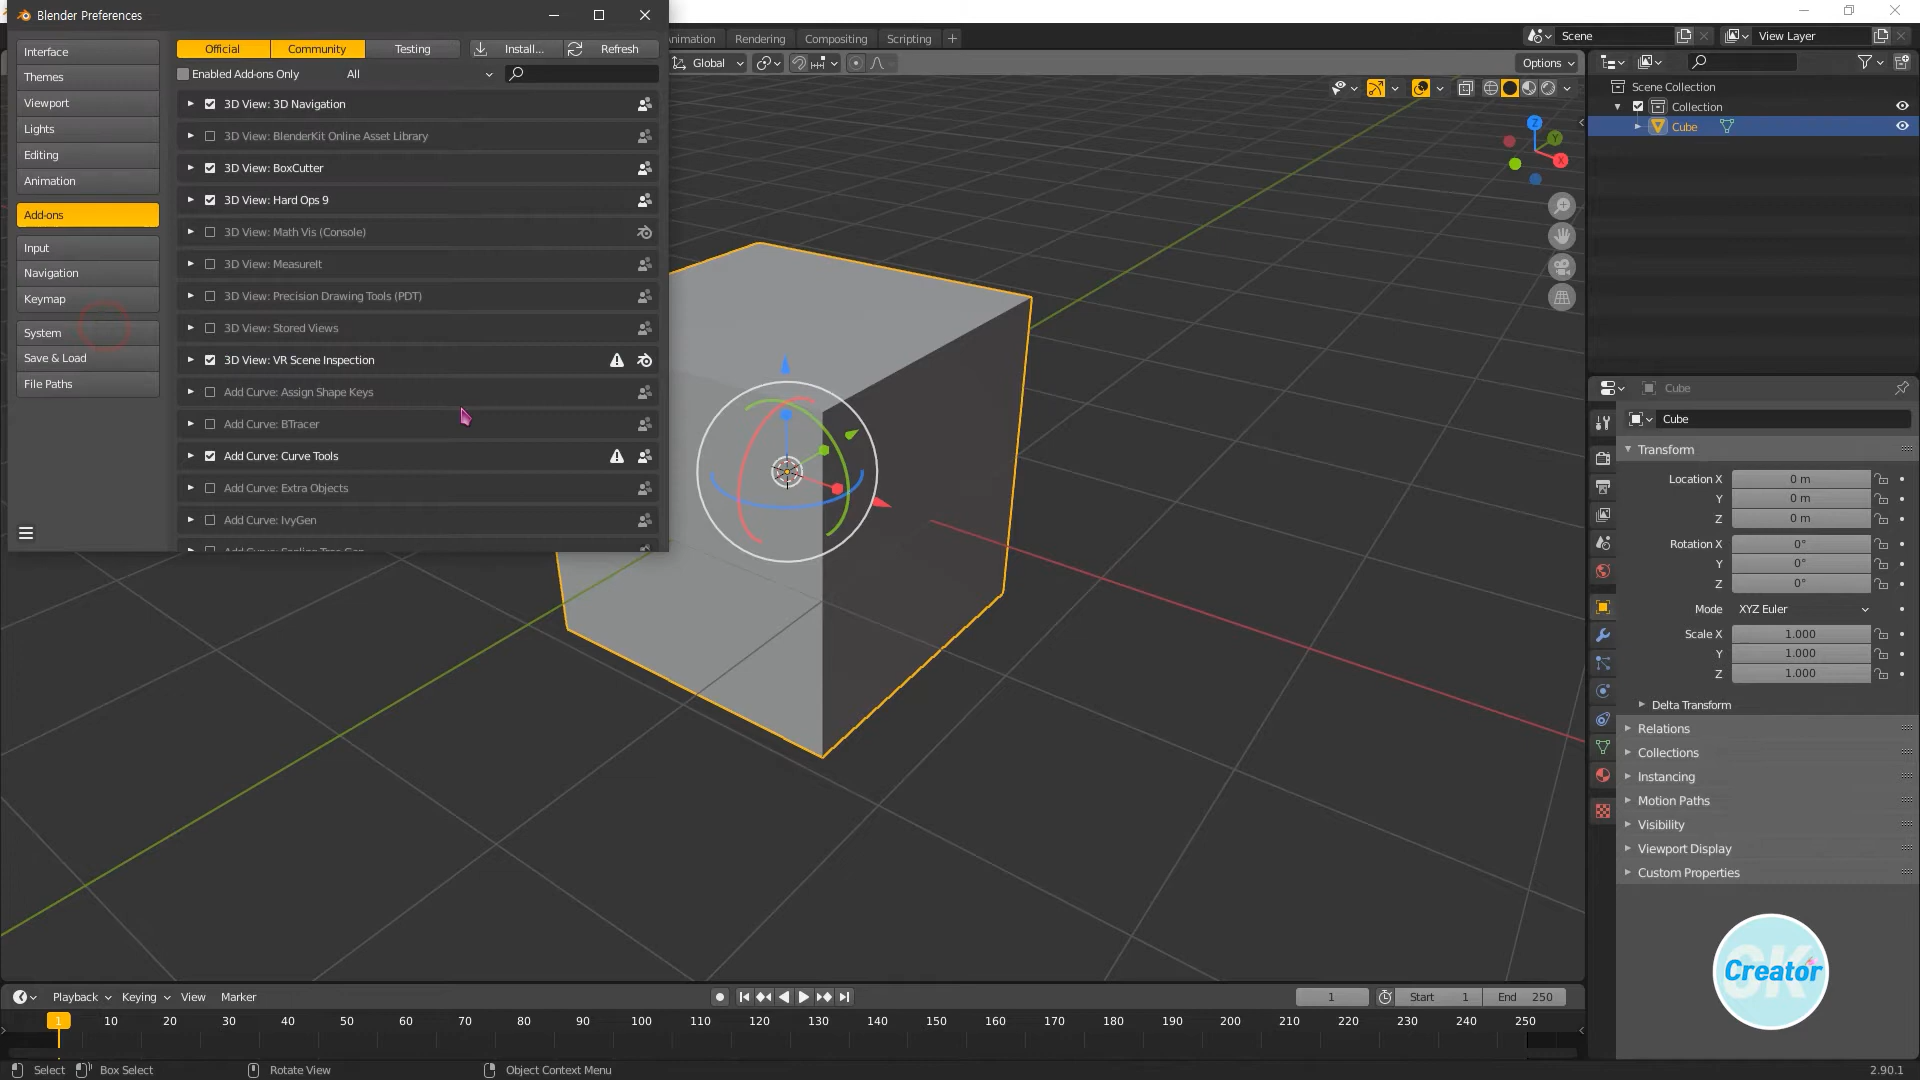 Blender Preferences
Interface
Themes
Viewport
Lights
Editing
Animation
Add-ons
Input
Navigation
Keymap
System
Save & Load
File Paths
Official
Community
Testing
Install...
Refresh
Enabled Add-ons Only
All
3D View: 3D Navigation
3D View: BlenderKit Online Asset Library
3D View: BoxCutter
3D View: Hard Ops 9
3D View: Math Vis (Console)
3D View: MeasureIt
3D View: Precision Drawing Tools (PDT)
3D View: Stored Views
3D View: VR Scene Inspection
Add Curve: Assign Shape Keys
Add Curve: BTracer
Add Curve: Curve Tools
Add Curve: Extra Objects
Add Curve: IvyGen
nimation
Rendering
Compositing
Scripting
Scene
View Layer
Global
Options
Z
Y
X
Scene Collection
Collection
Cube
Cube
Cube
Transform
Location X 0 m
Y 0 m
Z 0 m
Rotation X 0°
Y 0°
Z 0°
Mode XYZ Euler
Scale X 1.000
Y 1.000
Z 1.000
Delta Transform
Relations
Collections
Instancing
Motion Paths
Visibility
Viewport Display
Custom Properties
CK
Creator
Playback
Keying
View
Marker
1
Start 1
End 250
1 10 20 30 40 50 60 70 80 90 100 110 120 130 140 150 160 170 180 190 200 210 220 230 240 250
Select
Box Select
Rotate View
Object Context Menu
2.90.1